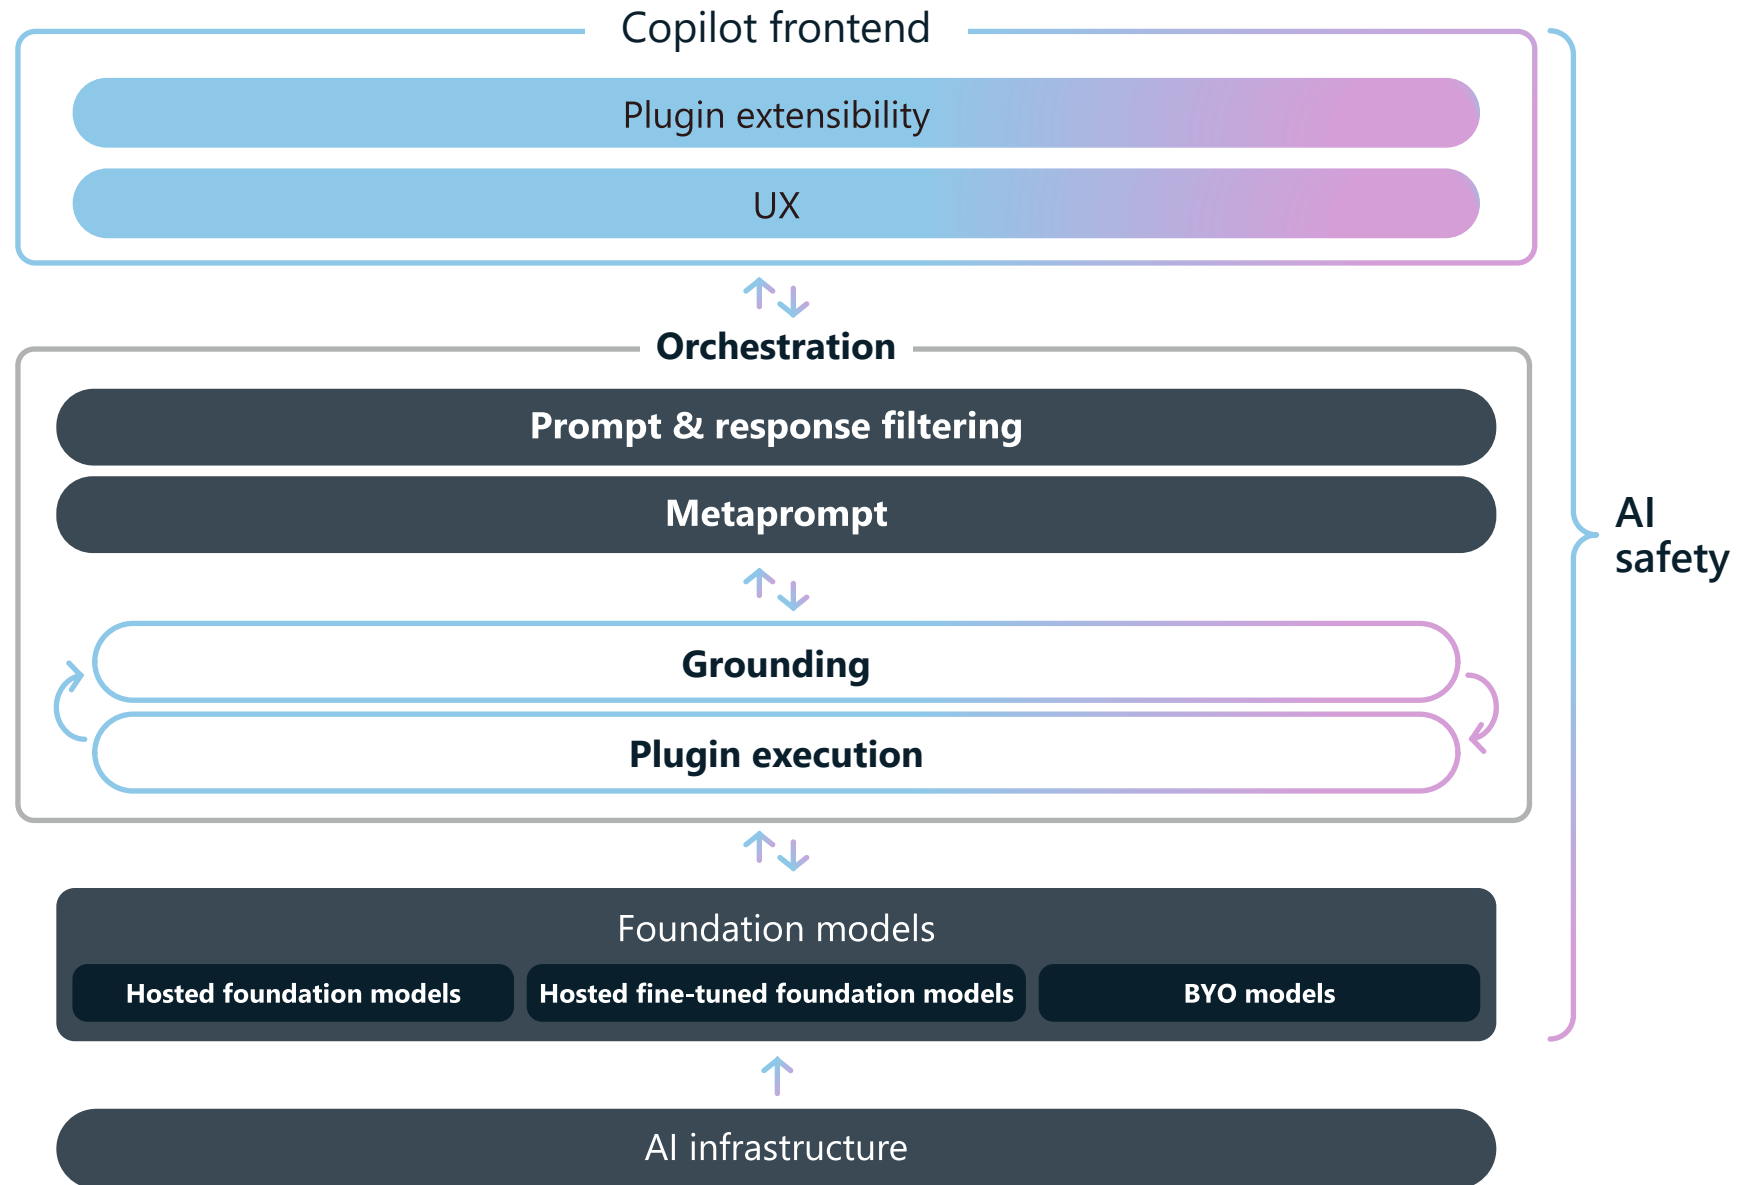 Copilot frontend
Plugin extensibility
UX
Orchestration
Prompt & response filtering
Metaprompt
Grounding
Plugin execution
Foundation models
Hosted foundation models
Hosted fine-tuned foundation models
BYO models
AI infrastructure
AI
safety